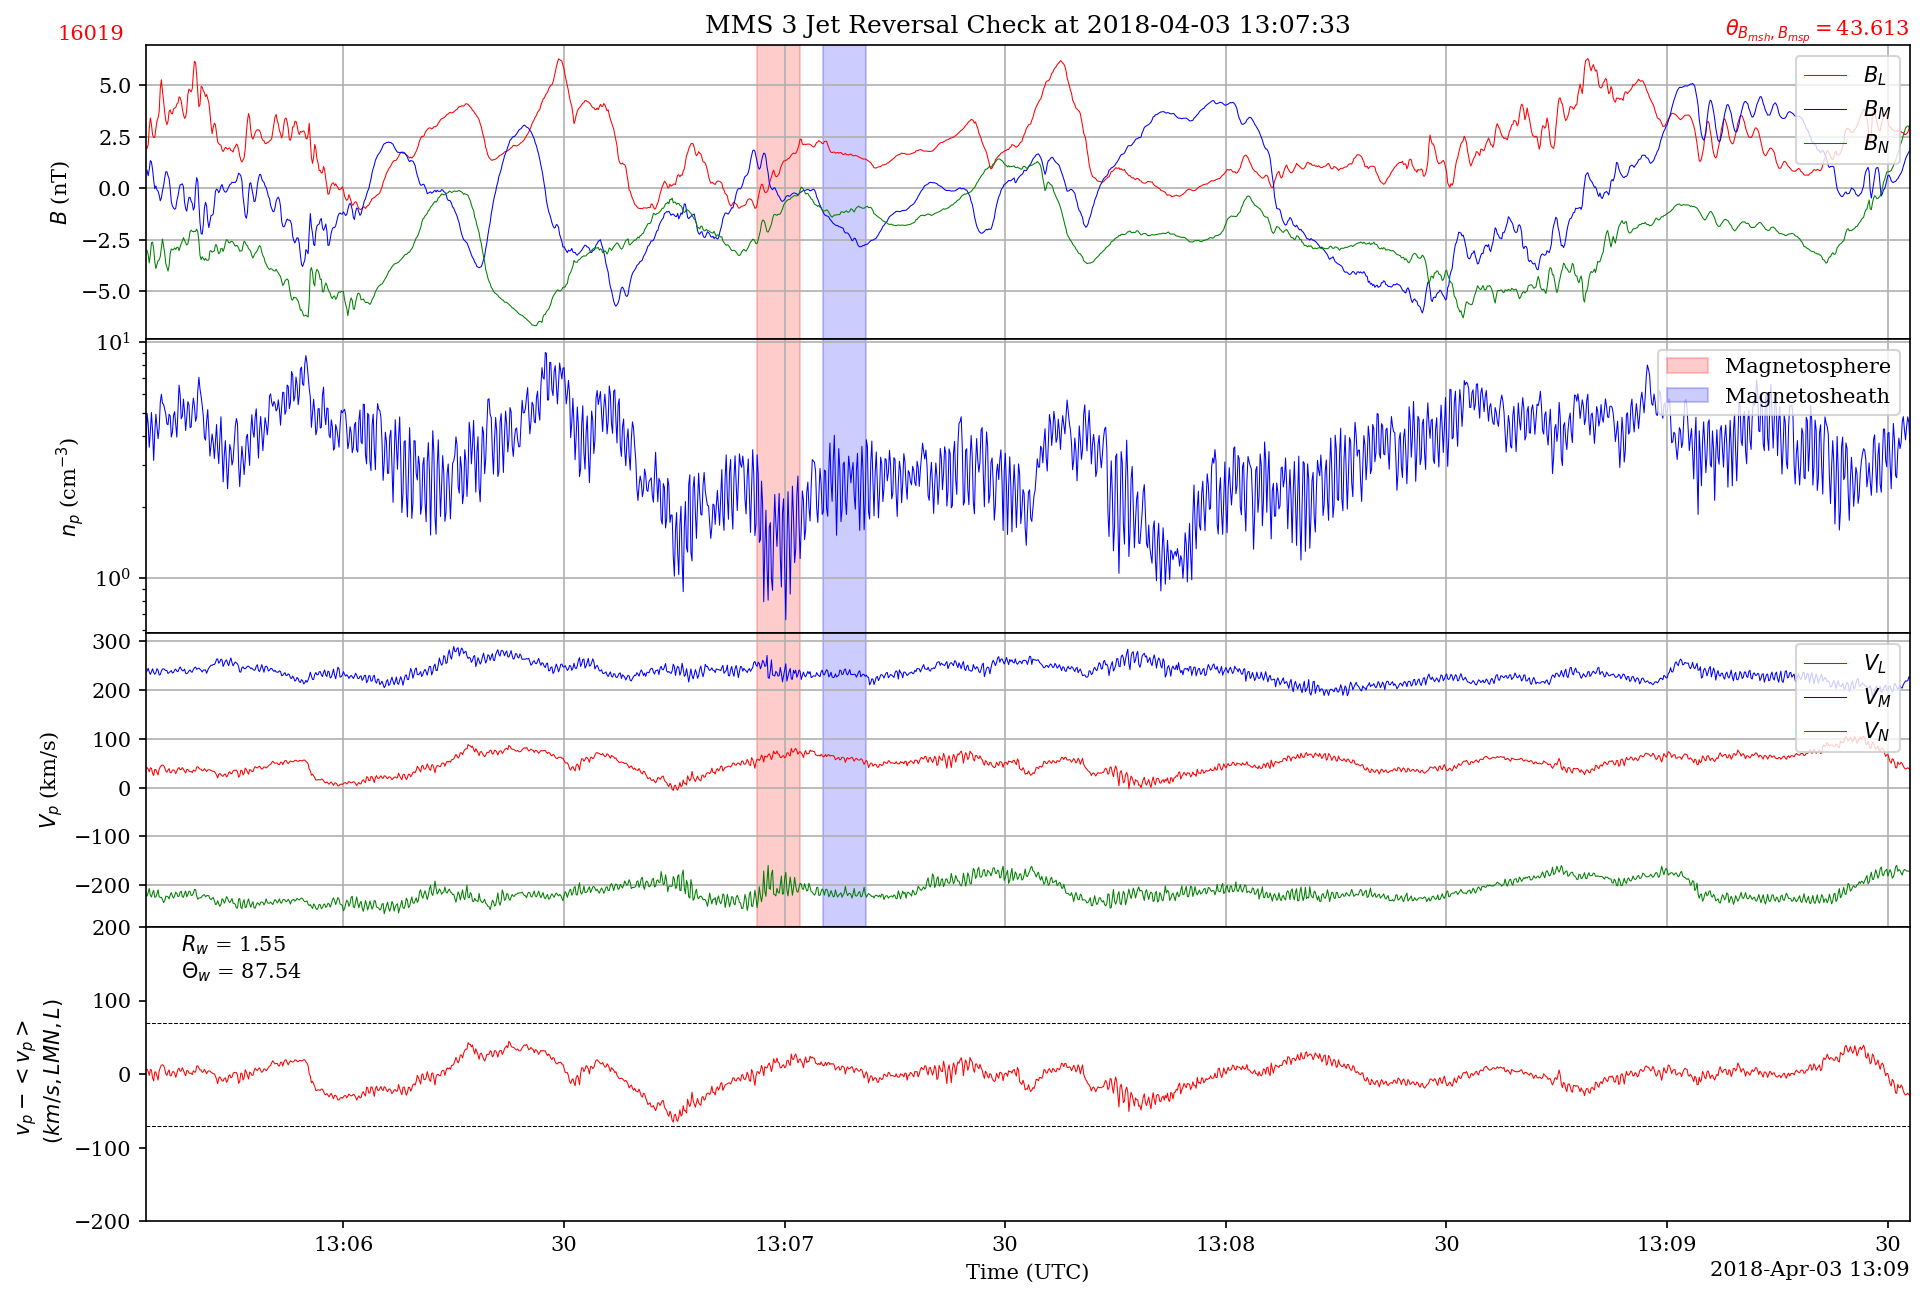 MMS 3 Jet Reversal Check at 2018-04-03 13:07:33
16019
θ_{B_{msh}, B_{msp}} = 43.613
5.0
2.5
0.0
−2.5
−5.0
B (nT)
B_L
B_M
B_N
10^1
10^0
n_p (cm^{−3})
Magnetosphere
Magnetosheath
300
200
100
0
−100
−200
V_p (km/s)
V_L
V_M
V_N
200
100
0
−100
−200
v_p − < v_p >
(km/s, LMN, L)
R_w = 1.55
Θ_w = 87.54
13:06 30 13:07 30 13:08 30 13:09 30
Time (UTC)
2018-Apr-03 13:09